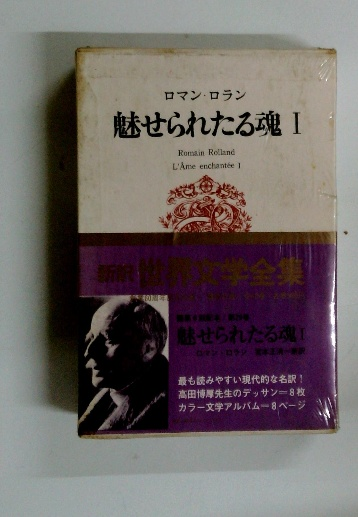 ロマン・ロラン
魅せられたる魂 I
Romain Rolland
L'Âme enchantée I
新訳 世界文学全集
魅せられたる魂 I
ロマン・ロラン
最も読みやすい現代的な名訳!
高田博厚先生のデッサン=8枚
カラー文学アルバム=8ページ